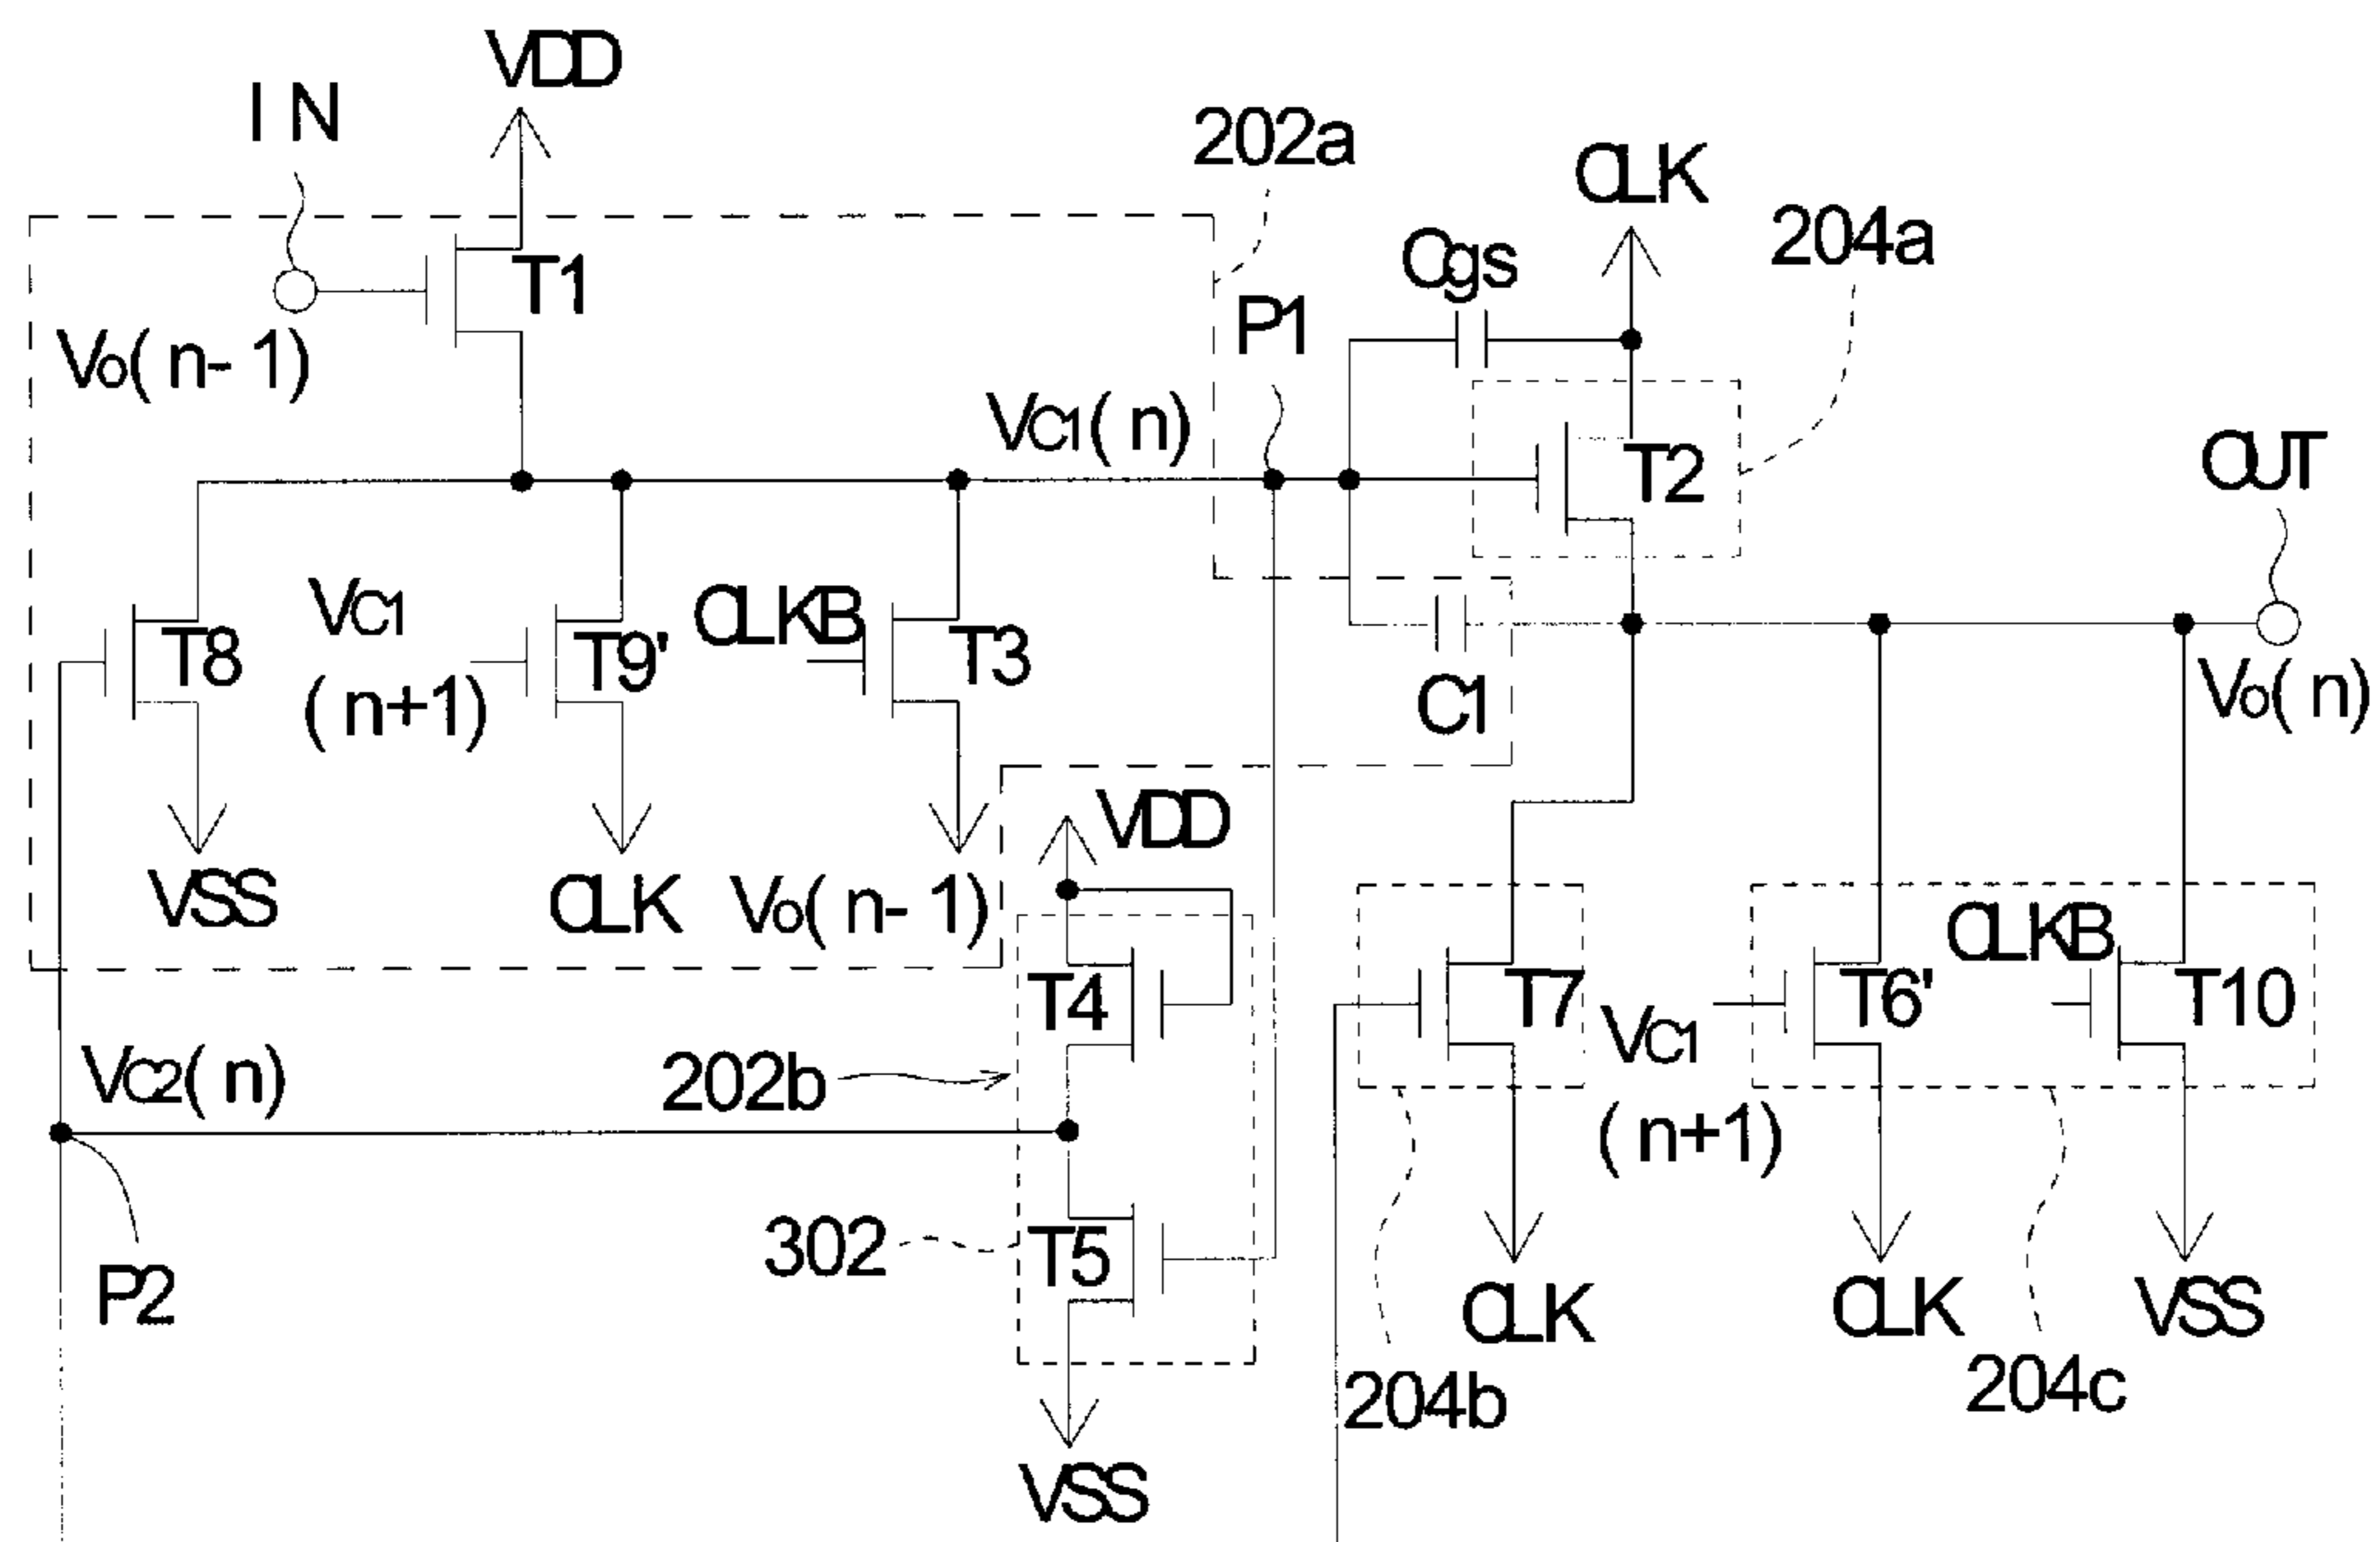 VDD
IN
202a
CLK
204a
Cgs
T1
P1
Vo(n-1)
VC1(n)
T2
OUT
VC1
(n+1)
CLKB
T8
T9'
T3
C1
Vo(n)
VDD
VSS
CLK
Vo(n-1)
CLKB
T4
T7
VC1
(n+1)
T6'
T10
VC2(n)
202b
302
T5
P2
CLK
CLK
VSS
204b
204c
VSS